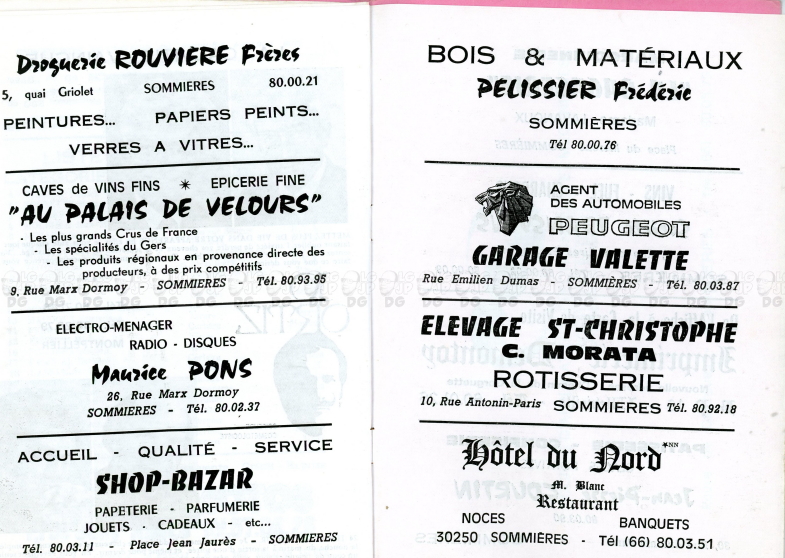 Droguerie ROUVIERE Frères
5, quai Griolet SOMMIERES 80.00.21
PEINTURES... PAPIERS PEINTS...
VERRES A VITRES...
CAVES de VINS FINS ✳ EPICERIE FINE
"AU PALAIS DE VELOURS"
· Les plus grands Crus de France
- Les spécialités du Gers
- Les produits régionaux en provenance directe des
producteurs, à des prix compétitifs
9, Rue Marx Dormoy - SOMMIERES - Tél. 80.93.95
ELECTRO-MENAGER
RADIO - DISQUES
Maurice PONS
26, Rue Marx Dormoy
SOMMIERES - Tél. 80.02.37
ACCUEIL - QUALITÉ - SERVICE
SHOP-BAZAR
PAPETERIE - PARFUMERIE
JOUETS · CADEAUX - etc...
Tél. 80.03.11 - Place Jean Jaurès - SOMMIERES
BOIS & MATÉRIAUX
PELISSIER Frédéric
SOMMIÈRES
Tél 80.00.76
AGENT
DES AUTOMOBILES
PEUGEOT
GARAGE VALETTE
Rue Emilien Dumas - SOMMIÈRES - Tél. 80.03.87
ELEVAGE ST-CHRISTOPHE
C. MORATA
ROTISSERIE
10, Rue Antonin-Paris SOMMIERES Tél. 80.92.18
Hôtel du Nord *NN
M. Blanc
Restaurant
NOCES BANQUETS
30250 SOMMIÈRES - Tél (66) 80.03.51